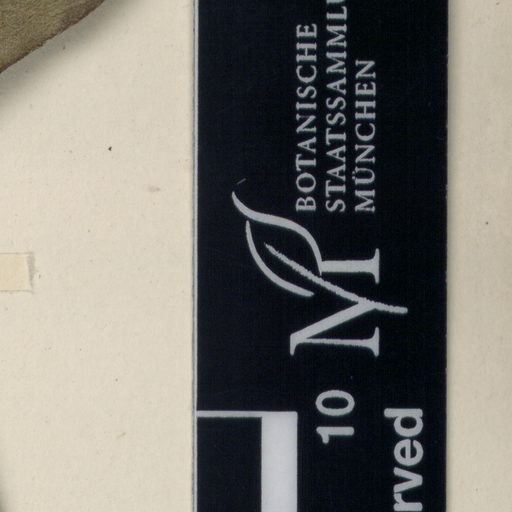 BOTANISCHE
STAATSSAMMLU
MÜNCHEN
M
10
rved